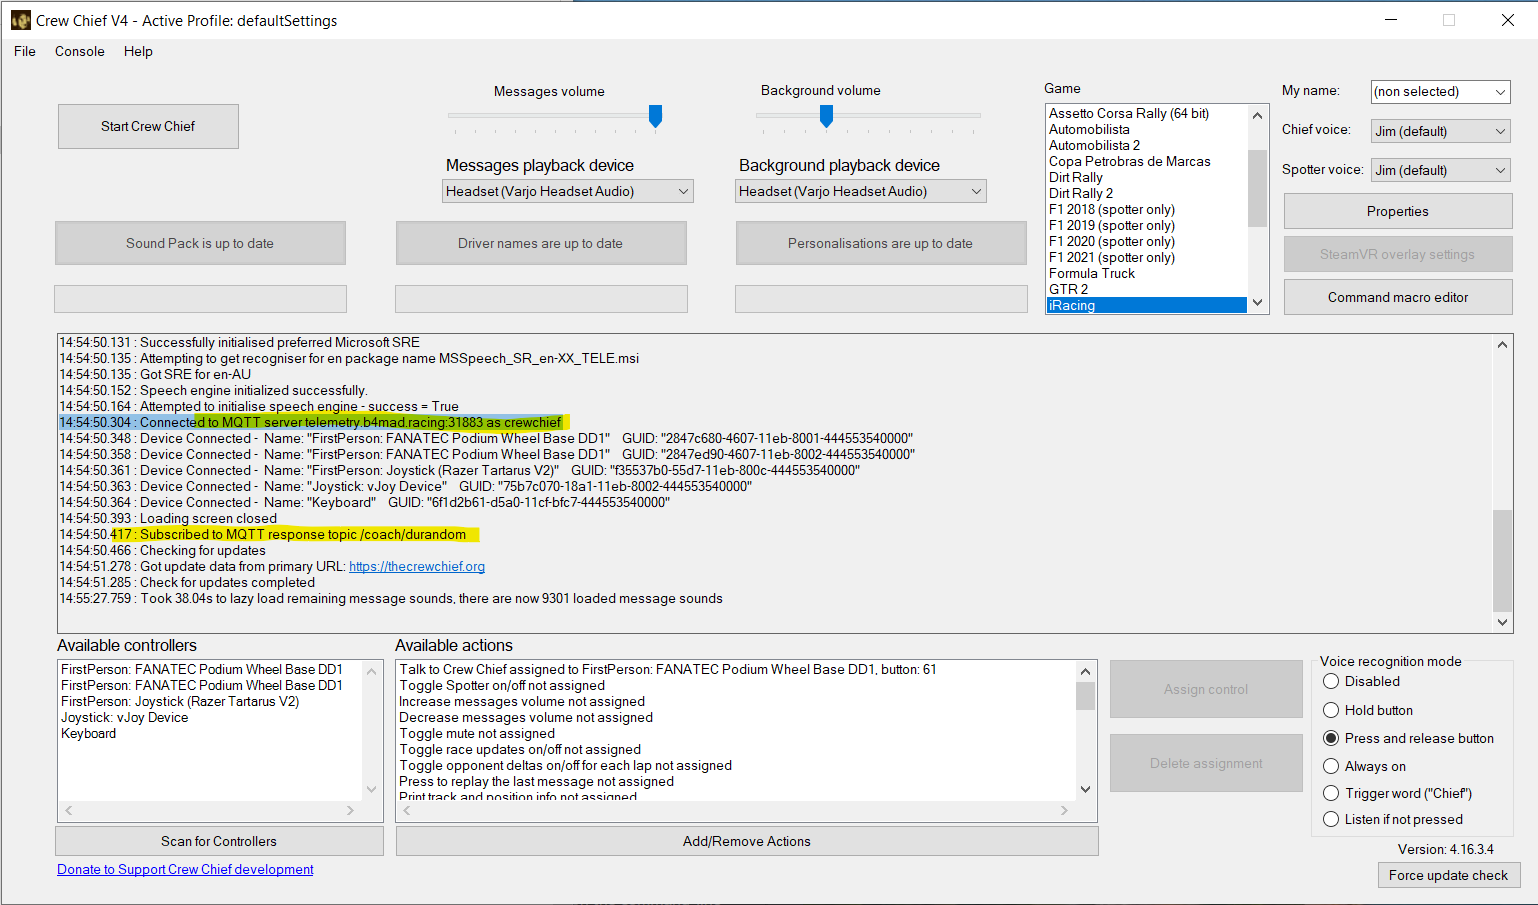 Crew Chief V4 - Active Profile: defaultSettings
File Console Help
Start Crew Chief
Messages volume
Background volume
Messages playback device
Background playback device
Headset (Varjo Headset Audio)
Headset (Varjo Headset Audio)
Game
Assetto Corsa Rally (64 bit)
Automobilista
Automobilista 2
Copa Petrobras de Marcas
Dirt Rally
Dirt Rally 2
F1 2018 (spotter only)
F1 2019 (spotter only)
F1 2020 (spotter only)
F1 2021 (spotter only)
Formula Truck
GTR 2
iRacing
My name: (non selected)
Chief voice: Jim (default)
Spotter voice: Jim (default)
Properties
SteamVR overlay settings
Command macro editor
Sound Pack is up to date
Driver names are up to date
Personalisations are up to date
14:54:50.131 : Successfully initialised preferred Microsoft SRE
14:54:50.135 : Attempting to get recogniser for en package name MSSpeech_SR_en-XX_TELE.msi
14:54:50.135 : Got SRE for en-AU
14:54:50.152 : Speech engine initialized successfully.
14:54:50.164 : Attempted to initialise speech engine - success = True
14:54:50.304 : Connected to MQTT server telemetry.b4mad.racing:31883 as crewchief
14:54:50.348 : Device Connected - Name: "FirstPerson: FANATEC Podium Wheel Base DD1" GUID: "2847c680-4607-11eb-8001-444553540000"
14:54:50.358 : Device Connected - Name: "FirstPerson: FANATEC Podium Wheel Base DD1" GUID: "2847ed90-4607-11eb-8002-444553540000"
14:54:50.361 : Device Connected - Name: "FirstPerson: Joystick (Razer Tartarus V2)" GUID: "f35537b0-55d7-11eb-800c-444553540000"
14:54:50.363 : Device Connected - Name: "Joystick: vJoy Device" GUID: "75b7c070-18a1-11eb-8002-444553540000"
14:54:50.364 : Device Connected - Name: "Keyboard" GUID: "6f1d2b61-d5a0-11cf-bfc7-444553540000"
14:54:50.393 : Loading screen closed
14:54:50.417 : Subscribed to MQTT response topic /coach/durandom
14:54:50.466 : Checking for updates
14:54:51.278 : Got update data from primary URL: https://thecrewchief.org
14:54:51.285 : Check for updates completed
14:55:27.759 : Took 38.04s to lazy load remaining message sounds, there are now 9301 loaded message sounds
Available controllers
FirstPerson: FANATEC Podium Wheel Base DD1
FirstPerson: FANATEC Podium Wheel Base DD1
FirstPerson: Joystick (Razer Tartarus V2)
Joystick: vJoy Device
Keyboard
Scan for Controllers
Available actions
Talk to Crew Chief assigned to FirstPerson: FANATEC Podium Wheel Base DD1, button: 61
Toggle Spotter on/off not assigned
Increase messages volume not assigned
Decrease messages volume not assigned
Toggle mute not assigned
Toggle race updates on/off not assigned
Toggle opponent deltas on/off for each lap not assigned
Press to replay the last message not assigned
Print track and position info not assigned
Add/Remove Actions
Assign control
Delete assignment
Voice recognition mode
Disabled
Hold button
Press and release button
Always on
Trigger word ("Chief")
Listen if not pressed
Version: 4.16.3.4
Force update check
Donate to Support Crew Chief development